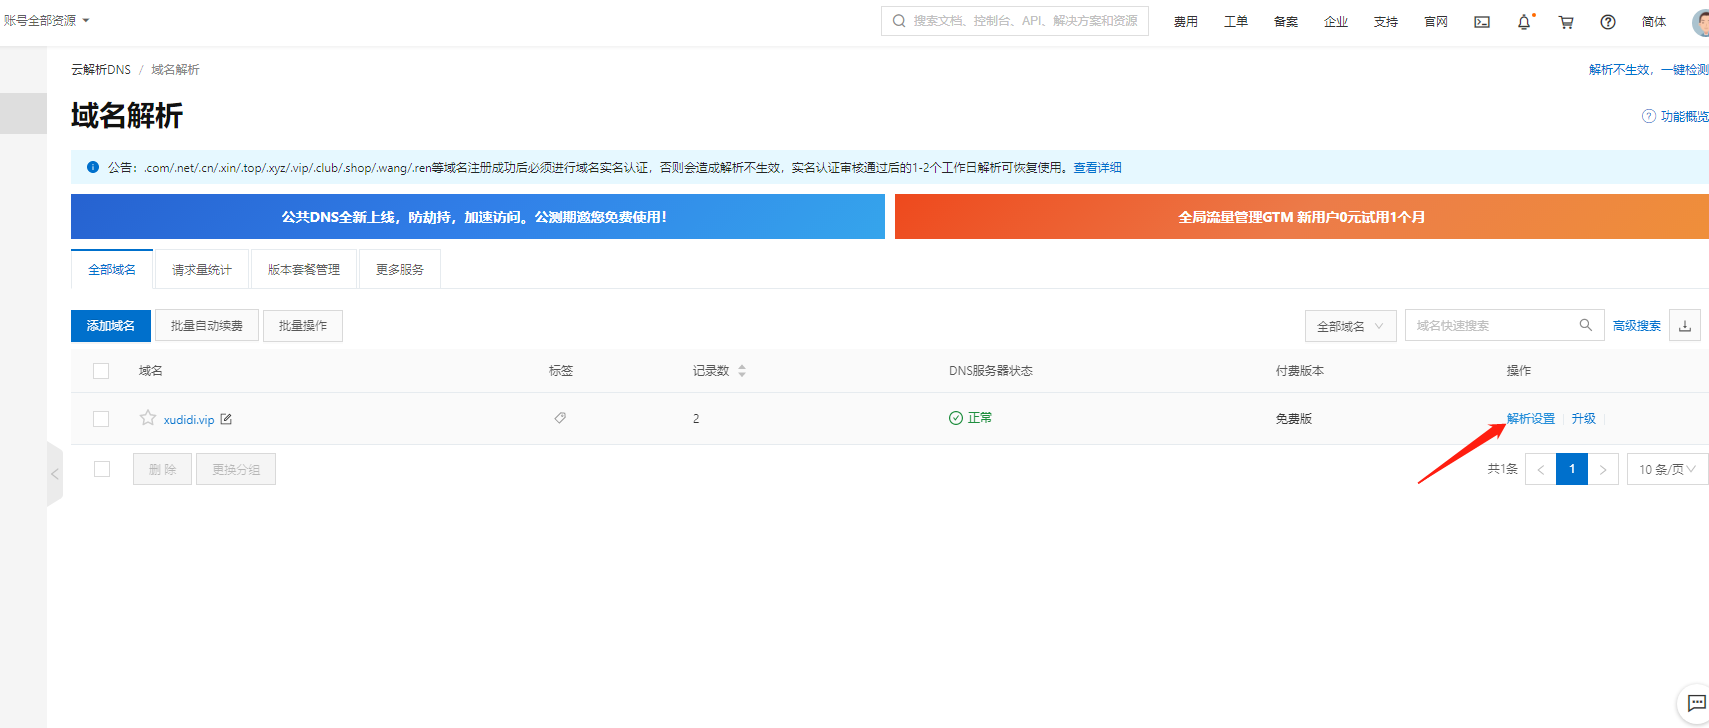 账号全部资源
搜索文档、控制台、API、解决方案和资源
费用 工单 备案 企业 支持 官网 简体
云解析DNS / 域名解析
解析不生效，一键检测
域名解析
功能概览
公告：.com/.net/.cn/.xin/.top/.xyz/.vip/.club/.shop/.wang/.ren等域名注册成功后必须进行域名实名认证，否则会造成解析不生效，实名认证审核通过后的1-2个工作日解析可恢复使用。查看详细
公共DNS全新上线，防劫持，加速访问。公测期邀您免费使用！
全局流量管理GTM 新用户0元试用1个月
全部域名 请求量统计 版本套餐管理 更多服务
添加域名 批量自动续费 批量操作 全部域名 域名快速搜索 高级搜索
域名 标签 记录数 DNS服务器状态 付费版本 操作
xudidi.vip 2 正常 免费版 解析设置 升级
删 除 更换分组 共1条 < 1 > 10 条/页